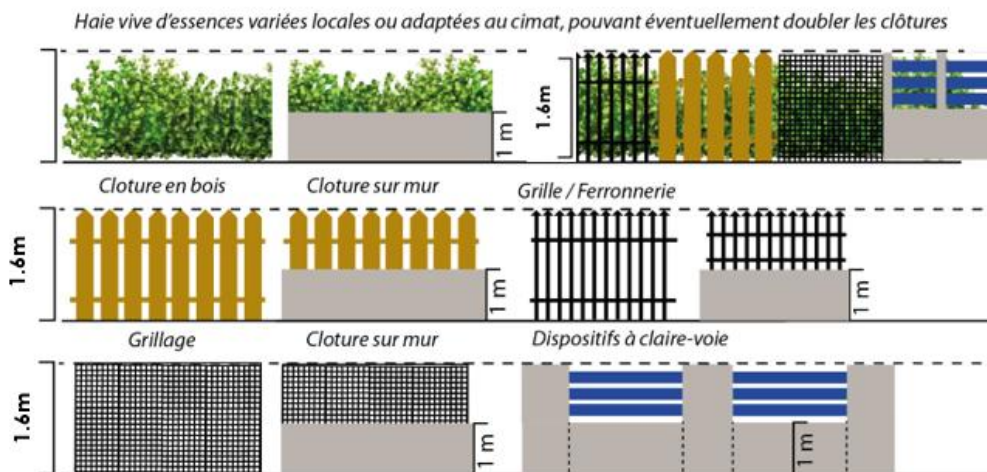 Haie vive d'essences variées locales ou adaptées au cimat, pouvant éventuellement doubler les clôtures
1 m
1.6m
Cloture en bois
Cloture sur mur
Grille / Ferronnerie
1.6m
1 m
1 m
Grillage
Cloture sur mur
Dispositifs à claire-voie
1.6m
1 m
1 m
1.6m